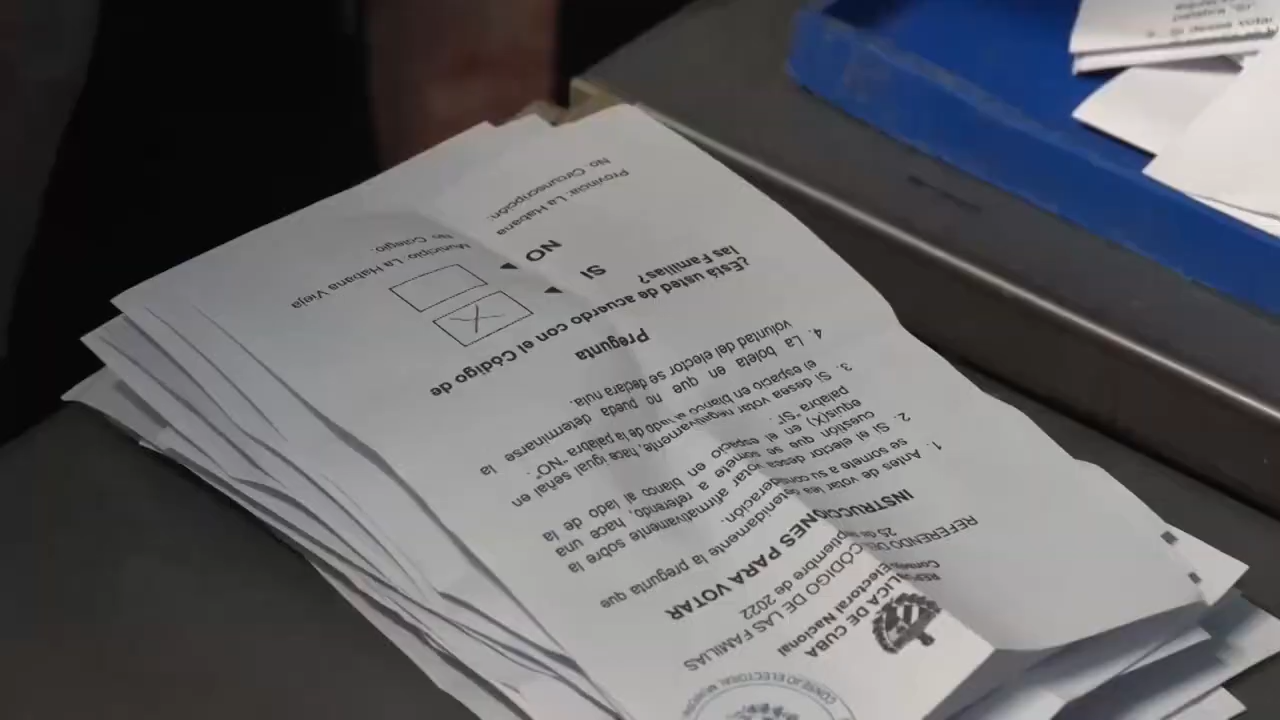 CONSEJO ELECTORAL
REPÚBLICA DE CUBA
Consejo Electoral Nacional
REFERENDO DEL CÓDIGO DE LAS FAMILIAS
25 de septiembre de 2022
INSTRUCCIONES PARA VOTAR
1. Antes de votar lea detenidamente la pregunta que
se somete a su consideración.
2. Si el elector desea votar afirmativamente sobre la
cuestión que se somete a referendo, hace una
equis(X) en el espacio en blanco al lado de la
palabra "SI".
3. Si desea votar negativamente hace igual señal en
el espacio en blanco al lado de la palabra "NO".
4. La boleta en que no pueda determinarse la
voluntad del elector se declara nula.
Pregunta
¿Está usted de acuerdo con el Código de
las Familias?
SI X
NO
Provincia: La Habana Municipio: La Habana Vieja
No. Circunscripción: No. Colegio: